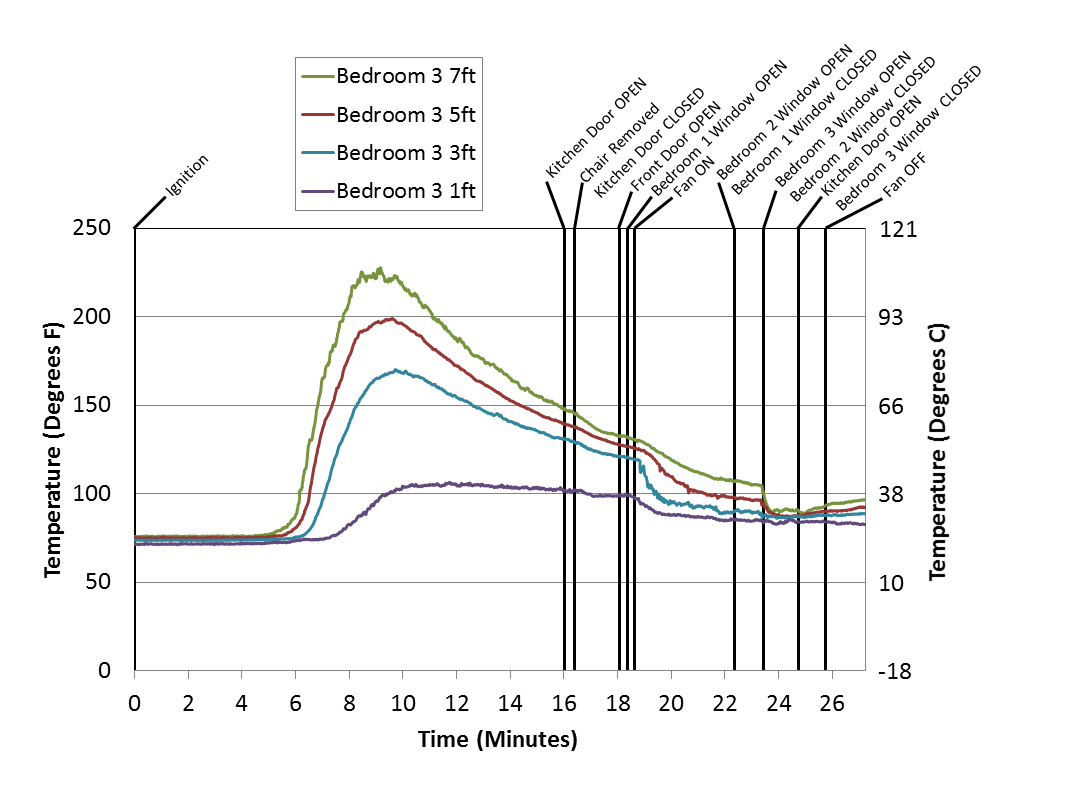 Bedroom 3 7ft
Bedroom 3 5ft
Bedroom 3 3ft
Bedroom 3 1ft
Ignition
Kitchen Door OPEN
Chair Removed
Kitchen Door CLOSED
Front Door OPEN
Bedroom 1 Window OPEN
Fan ON
Bedroom 2 Window OPEN
Bedroom 1 Window CLOSED
Bedroom 3 Window OPEN
Bedroom 2 Window CLOSED
Kitchen Door OPEN
Bedroom 3 Window CLOSED
Fan OFF
Temperature (Degrees F)
250
200
150
100
50
0
121
93
66
38
10
-18
Temperature (Degrees C)
0 2 4 6 8 10 12 14 16 18 20 22 24 26
Time (Minutes)